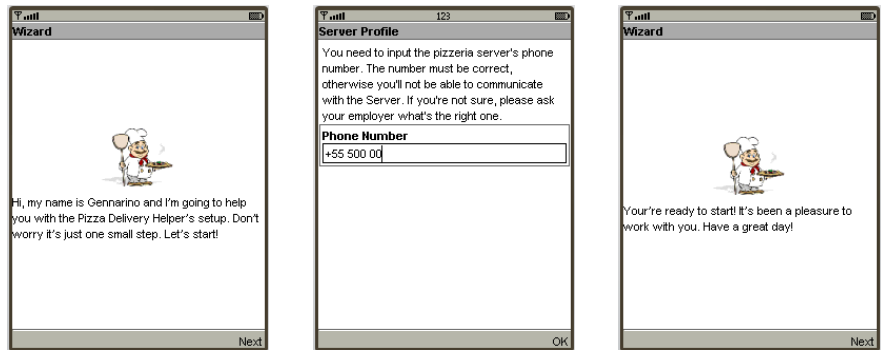 Wizard
Hi, my name is Gennarino and I'm going to help
you with the Pizza Delivery Helper's setup. Don't
worry it's just one small step. Let's start!
Next
123
Server Profile
You need to input the pizzeria server's phone
number. The number must be correct,
otherwise you'll not be able to communicate
with the Server. If you're not sure, please ask
your employer what's the right one.
Phone Number
+55 500 00
OK
Wizard
Your're ready to start! It's been a pleasure to
work with you. Have a great day!
Next